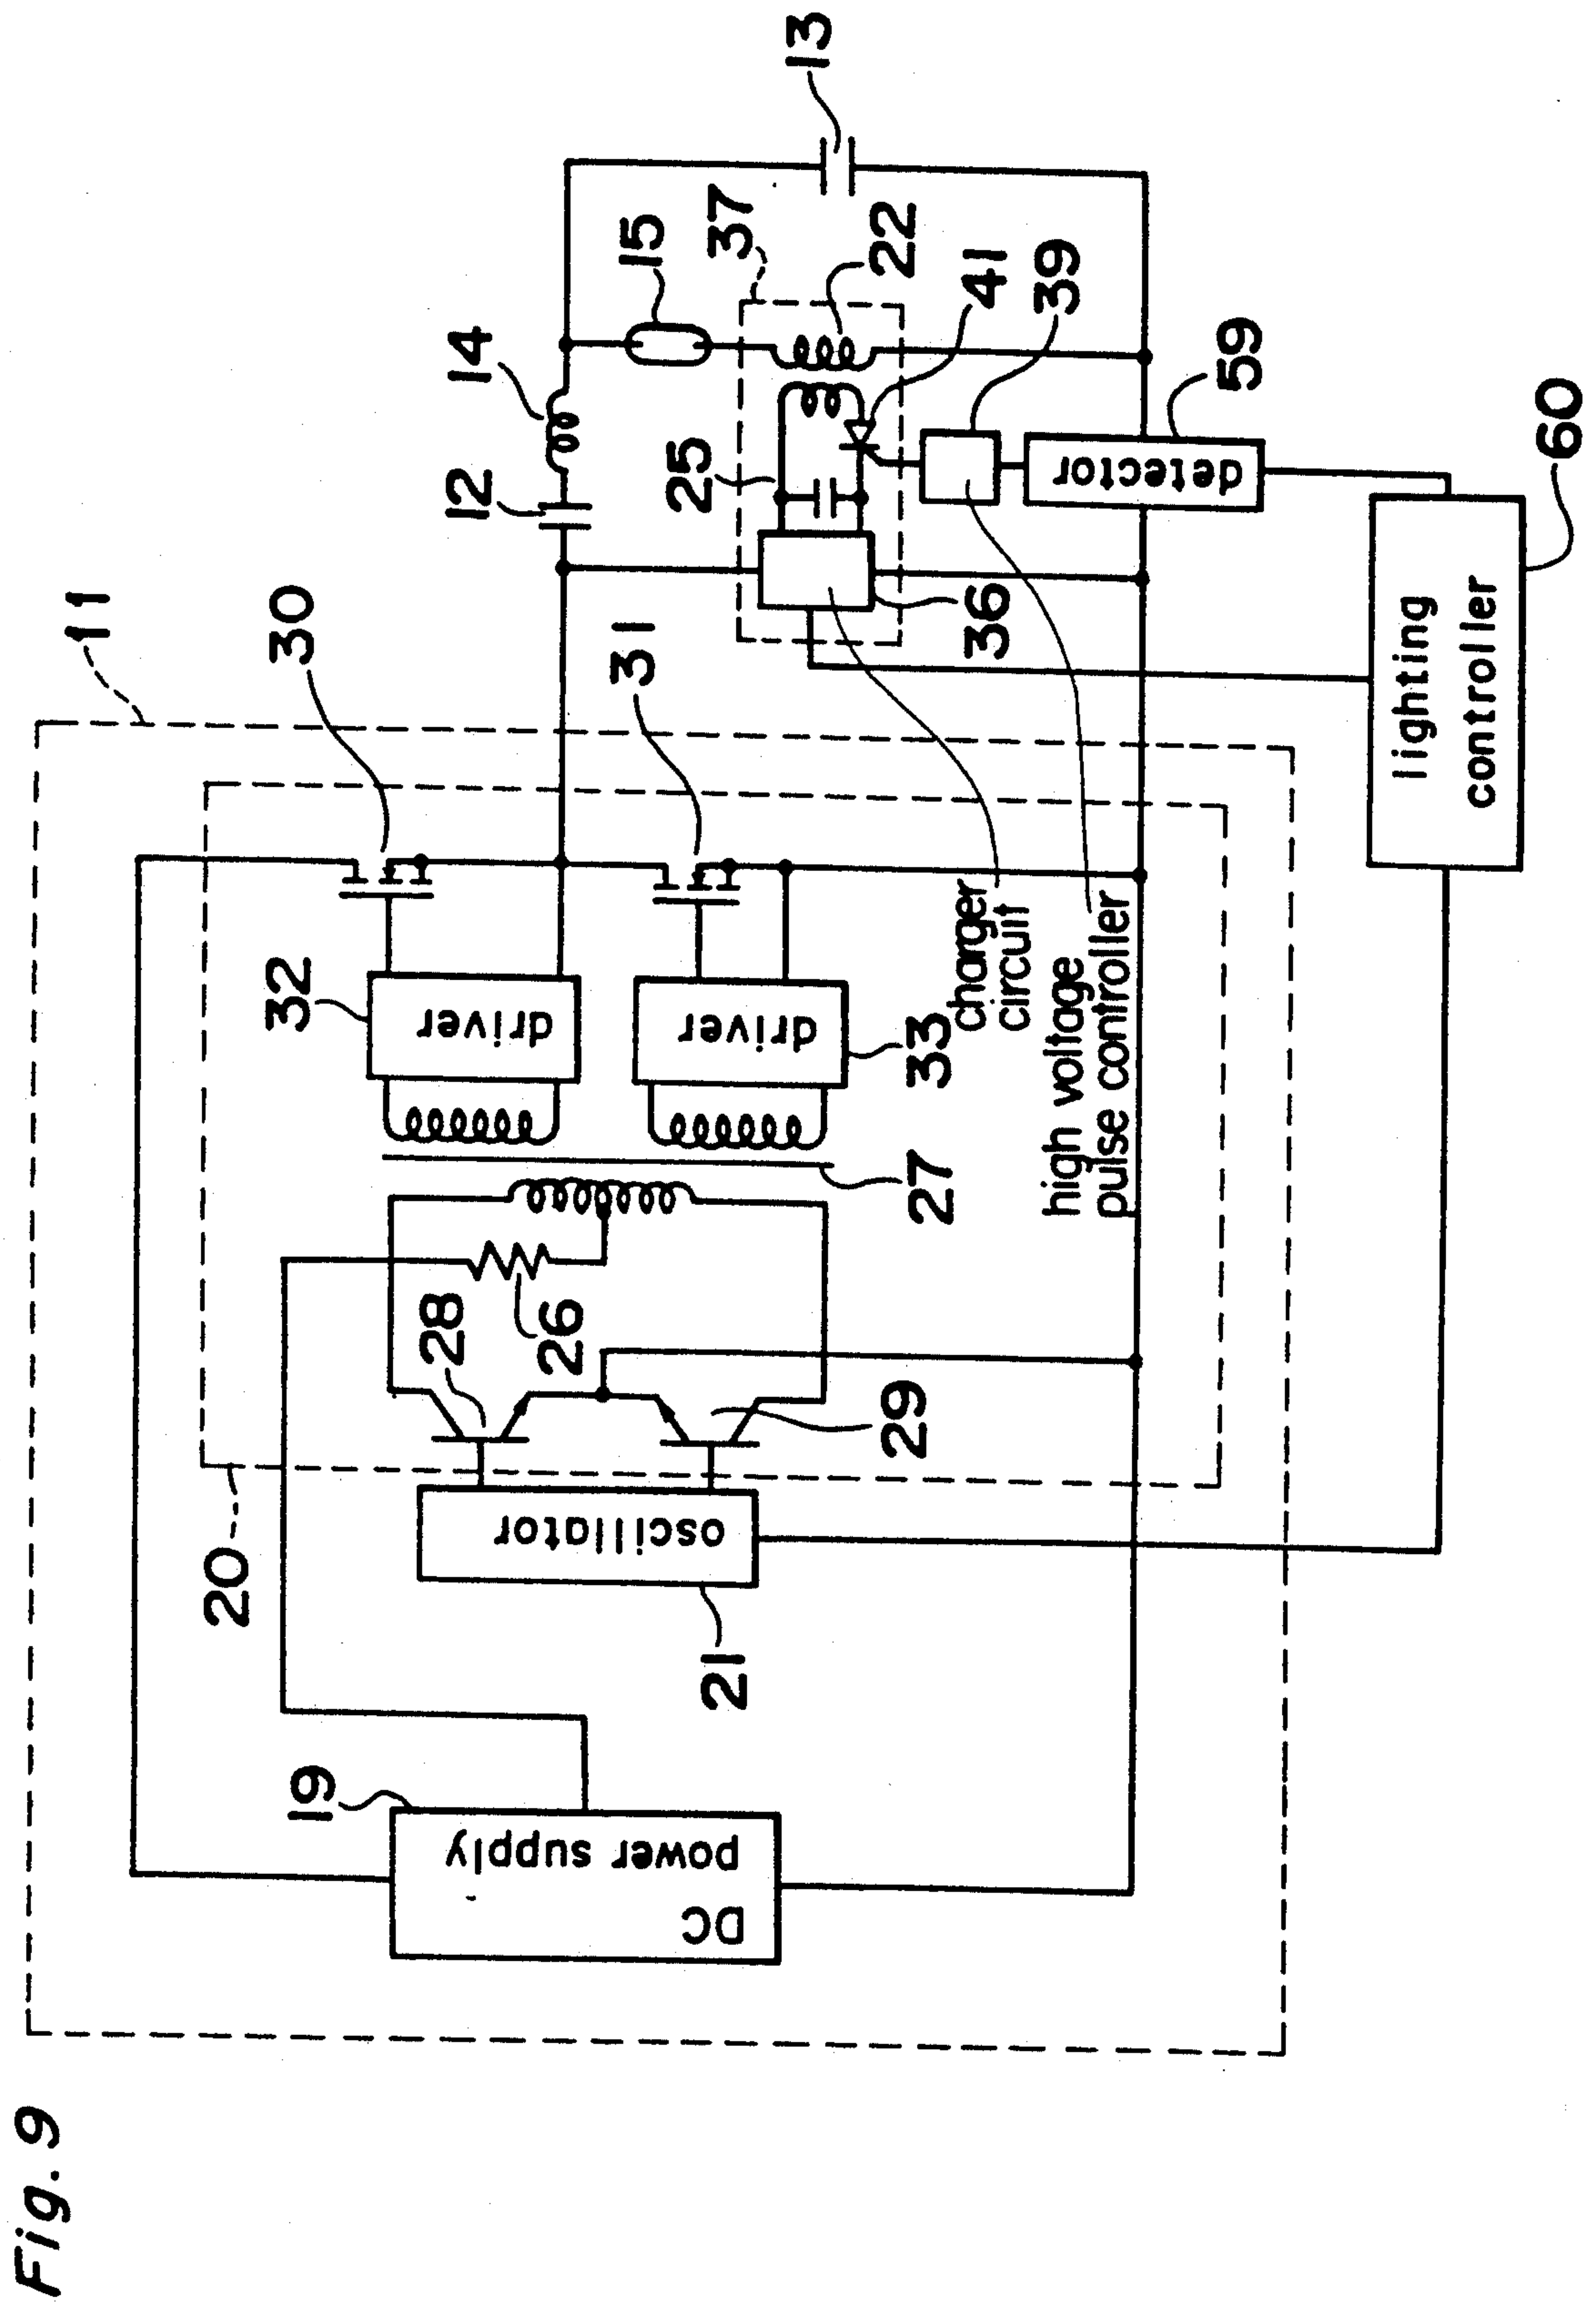 Fig. 9
11
20
19
DC
power supply
21
oscillator
28
29
26
27
32
driver
33
driver
30
31
12
14
15
13
37
22
25
41
36
39
59
detector
charger
circuit
high voltage
pulse controller
lighting
controller
60